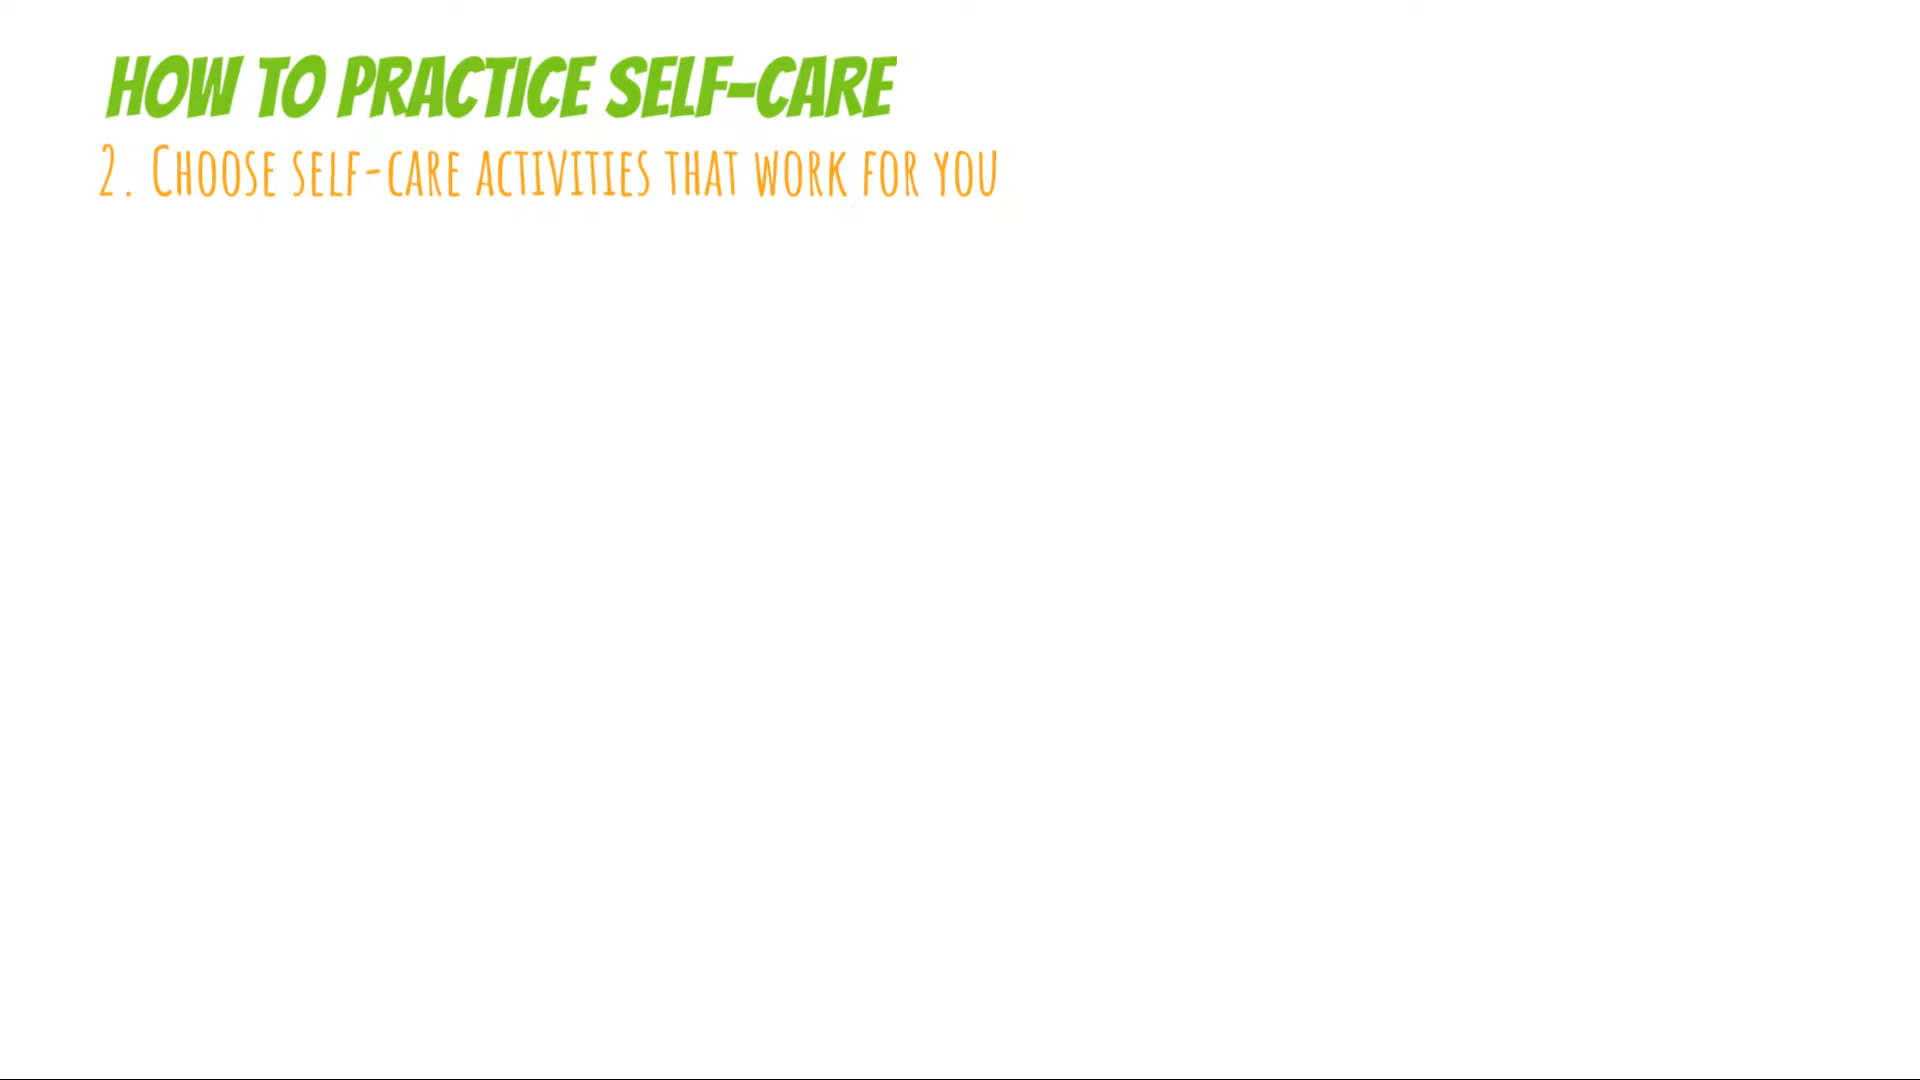 HOW TO PRACTICE SELF-CARE
2. Choose self-care activities that work for you